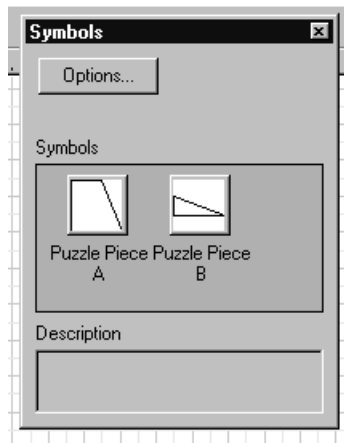 Symbols
Options...
Symbols
Puzzle Piece Puzzle Piece
A B
Description